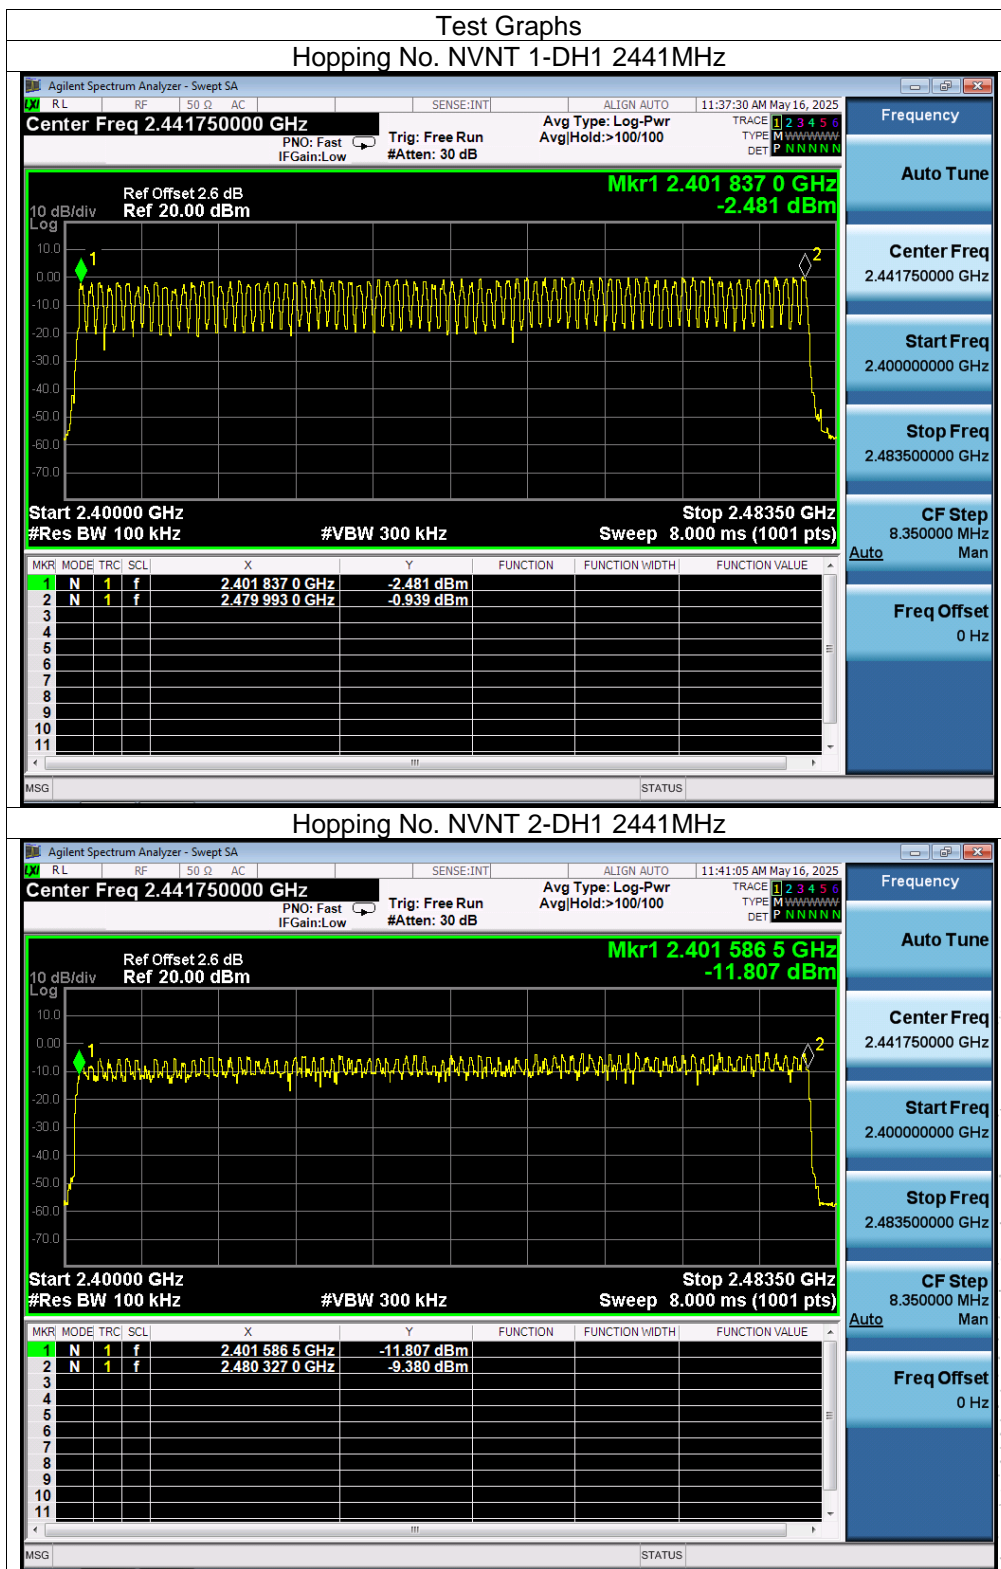 Test Graphs
Hopping No. NVNT 1-DH1 2441MHz
Agilent Spectrum Analyzer - Swept SA
LXI RL RF 50 Ω AC SENSE:INT ALIGN AUTO 11:37:30 AM May 16, 2025
Center Freq 2.441750000 GHz
PNO: Fast
IFGain:Low
Trig: Free Run
#Atten: 30 dB
Avg Type: Log-Pwr
Avg|Hold:>100/100
TRACE 1 2 3 4 5 6
TYPE M WWWWW
DET P N N N N N
Ref Offset 2.6 dB
10 dB/div Ref 20.00 dBm
Log
Mkr1 2.401 837 0 GHz
-2.481 dBm
10.0
0.00
-10.0
-20.0
-30.0
-40.0
-50.0
-60.0
-70.0
1
2
Start 2.40000 GHz Stop 2.48350 GHz
#Res BW 100 kHz #VBW 300 kHz Sweep 8.000 ms (1001 pts)
MKR MODE TRC SCL X Y FUNCTION FUNCTION WIDTH FUNCTION VALUE
1 N 1 f 2.401 837 0 GHz -2.481 dBm
2 N 1 f 2.479 993 0 GHz -0.939 dBm
3
4
5
6
7
8
9
10
11
MSG STATUS
Frequency
Auto Tune
Center Freq
2.441750000 GHz
Start Freq
2.400000000 GHz
Stop Freq
2.483500000 GHz
CF Step
8.350000 MHz
Auto Man
Freq Offset
0 Hz
Hopping No. NVNT 2-DH1 2441MHz
Agilent Spectrum Analyzer - Swept SA
LXI RL RF 50 Ω AC SENSE:INT ALIGN AUTO 11:41:05 AM May 16, 2025
Center Freq 2.441750000 GHz
PNO: Fast
IFGain:Low
Trig: Free Run
#Atten: 30 dB
Avg Type: Log-Pwr
Avg|Hold:>100/100
TRACE 1 2 3 4 5 6
TYPE M WWWWW
DET P N N N N N
Ref Offset 2.6 dB
10 dB/div Ref 20.00 dBm
Log
Mkr1 2.401 586 5 GHz
-11.807 dBm
10.0
0.00
-10.0
-20.0
-30.0
-40.0
-50.0
-60.0
-70.0
1
2
Start 2.40000 GHz Stop 2.48350 GHz
#Res BW 100 kHz #VBW 300 kHz Sweep 8.000 ms (1001 pts)
MKR MODE TRC SCL X Y FUNCTION FUNCTION WIDTH FUNCTION VALUE
1 N 1 f 2.401 586 5 GHz -11.807 dBm
2 N 1 f 2.480 327 0 GHz -9.380 dBm
3
4
5
6
7
8
9
10
11
MSG STATUS
Frequency
Auto Tune
Center Freq
2.441750000 GHz
Start Freq
2.400000000 GHz
Stop Freq
2.483500000 GHz
CF Step
8.350000 MHz
Auto Man
Freq Offset
0 Hz